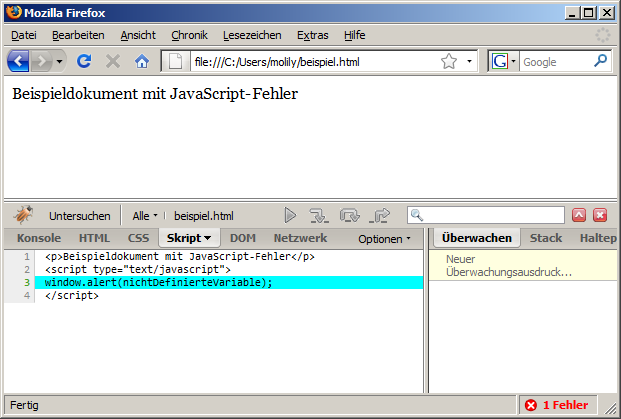 Mozilla Firefox
Datei Bearbeiten Ansicht Chronik Lesezeichen Extras Hilfe
file:///C:/Users/molily/beispiel.html G Google
Beispieldokument mit JavaScript-Fehler
Untersuchen Alle beispiel.html
Konsole HTML CSS Skript DOM Netzwerk Optionen Überwachen Stack Haltep
1 <p>Beispieldokument mit JavaScript-Fehler</p>
2 <script type="text/javascript">
3 window.alert(nichtDefinierteVariable);
4 </script>
Neuer
Überwachungsausdruck...
Fertig 1 Fehler